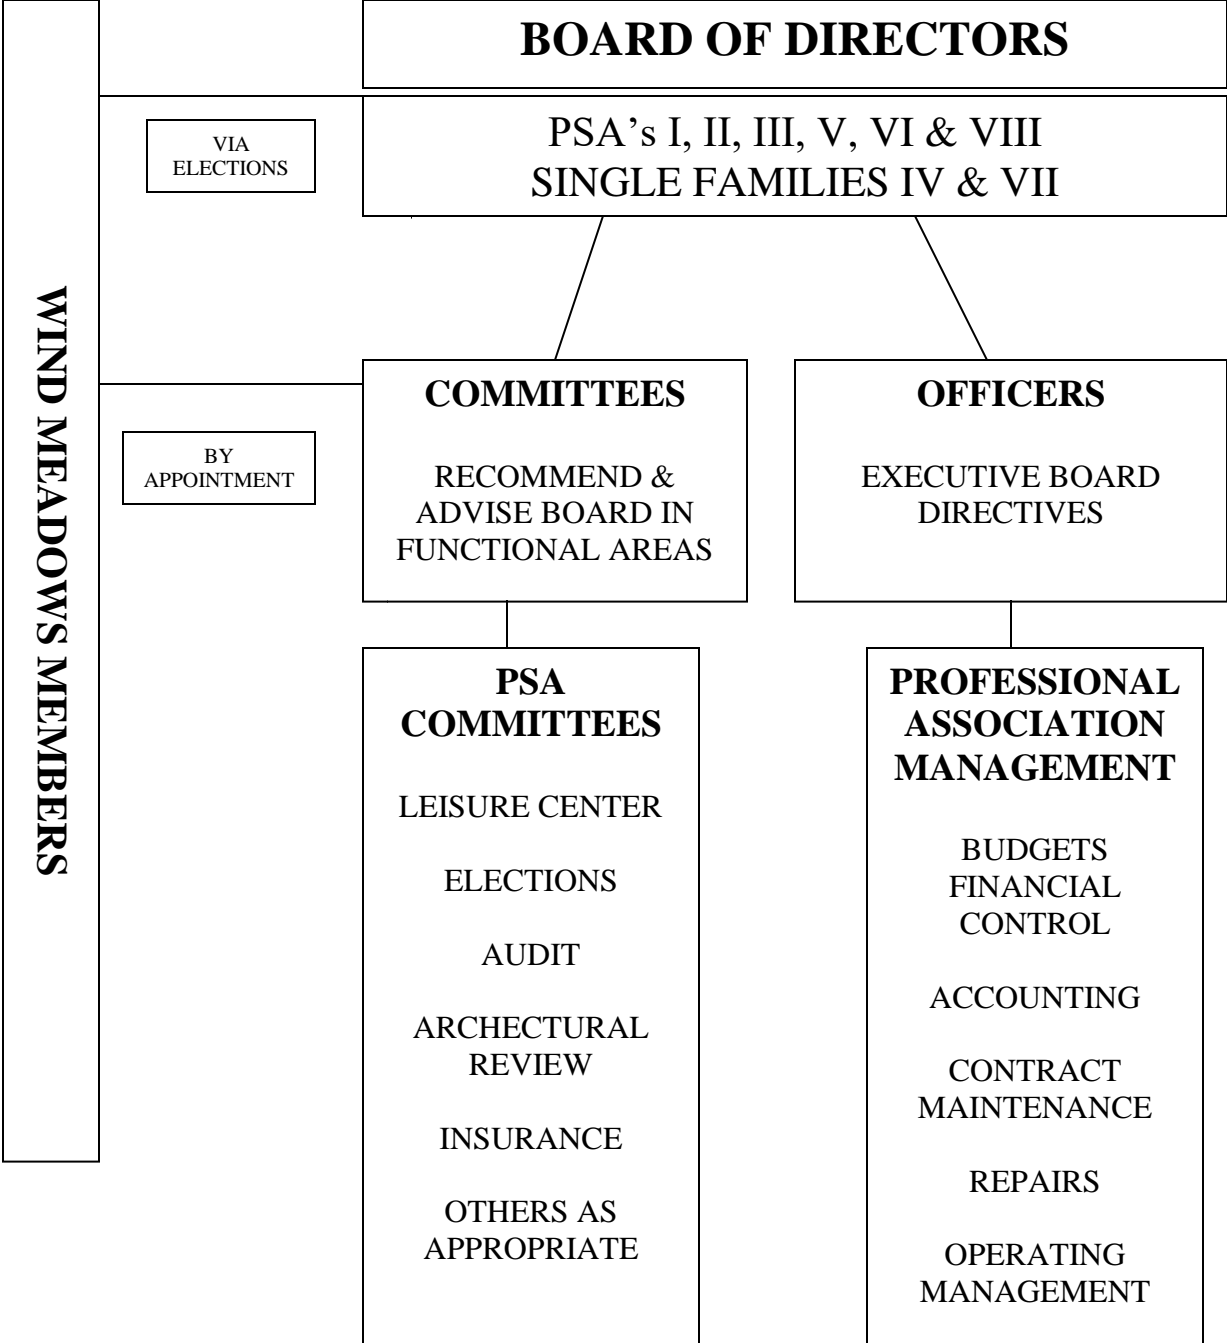 BOARD OF DIRECTORS
PSA’s I, II, III, V, VI & VIII
SINGLE FAMILIES IV & VII
VIA
ELECTIONS
WIND MEADOWS MEMBERS
BY
APPOINTMENT
COMMITTEES
RECOMMEND &
ADVISE BOARD IN
FUNCTIONAL AREAS
OFFICERS
EXECUTIVE BOARD
DIRECTIVES
PSA
COMMITTEES
LEISURE CENTER
ELECTIONS
AUDIT
ARCHECTURAL
REVIEW
INSURANCE
OTHERS AS
APPROPRIATE
PROFESSIONAL
ASSOCIATION
MANAGEMENT
BUDGETS
FINANCIAL
CONTROL
ACCOUNTING
CONTRACT
MAINTENANCE
REPAIRS
OPERATING
MANAGEMENT